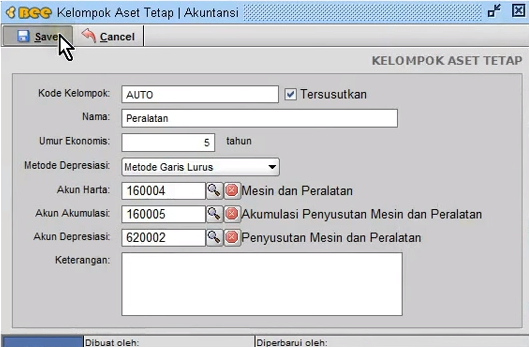 Bee Kelompok Aset Tetap | Akuntansi
Save Cancel
KELOMPOK ASET TETAP
Kode Kelompok: AUTO Tersusutkan
Nama: Peralatan
Umur Ekonomis: 5 tahun
Metode Depresiasi: Metode Garis Lurus
Akun Harta: 160004 Mesin dan Peralatan
Akun Akumulasi: 160005 Akumulasi Penyusutan Mesin dan Peralatan
Akun Depresiasi: 620002 Penyusutan Mesin dan Peralatan
Keterangan:
Dibuat oleh: Diperbarui oleh: